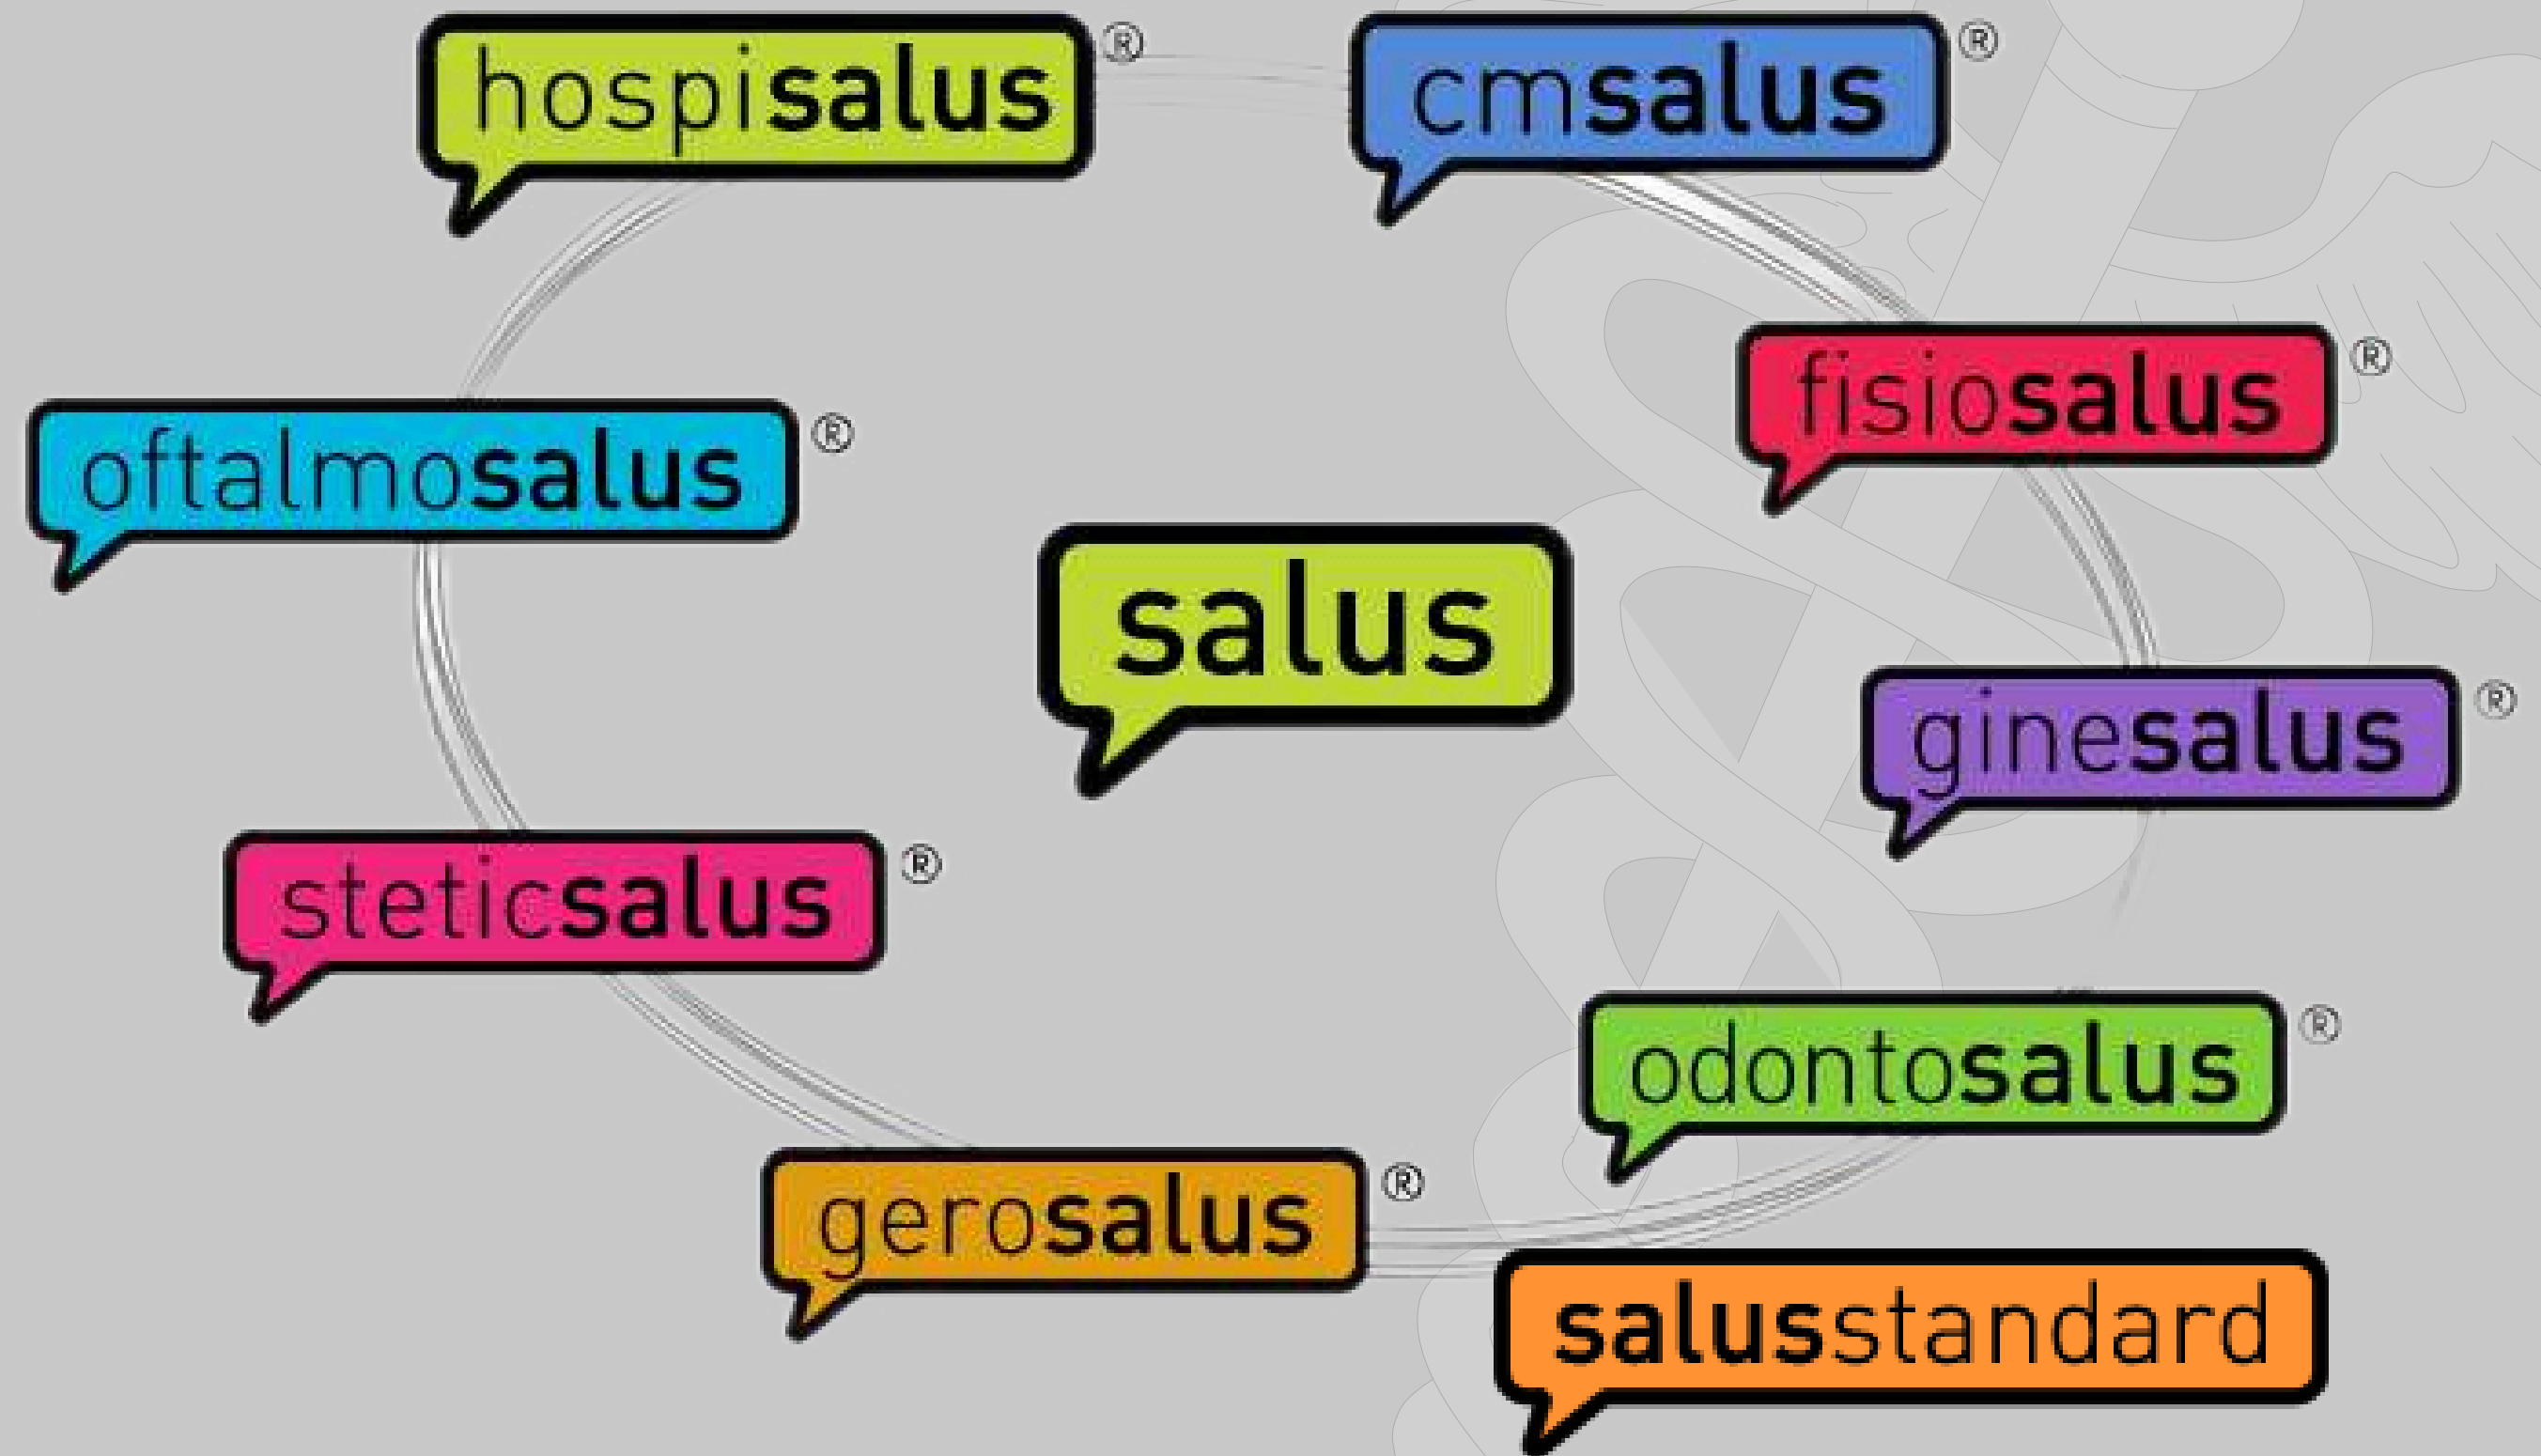 hospisalus ®
cmsalus ®
fisiosalus ®
oftalmosalus ®
salus
ginesalus ®
steticsalus ®
odontosalus ®
gerosalus ®
salusstandard